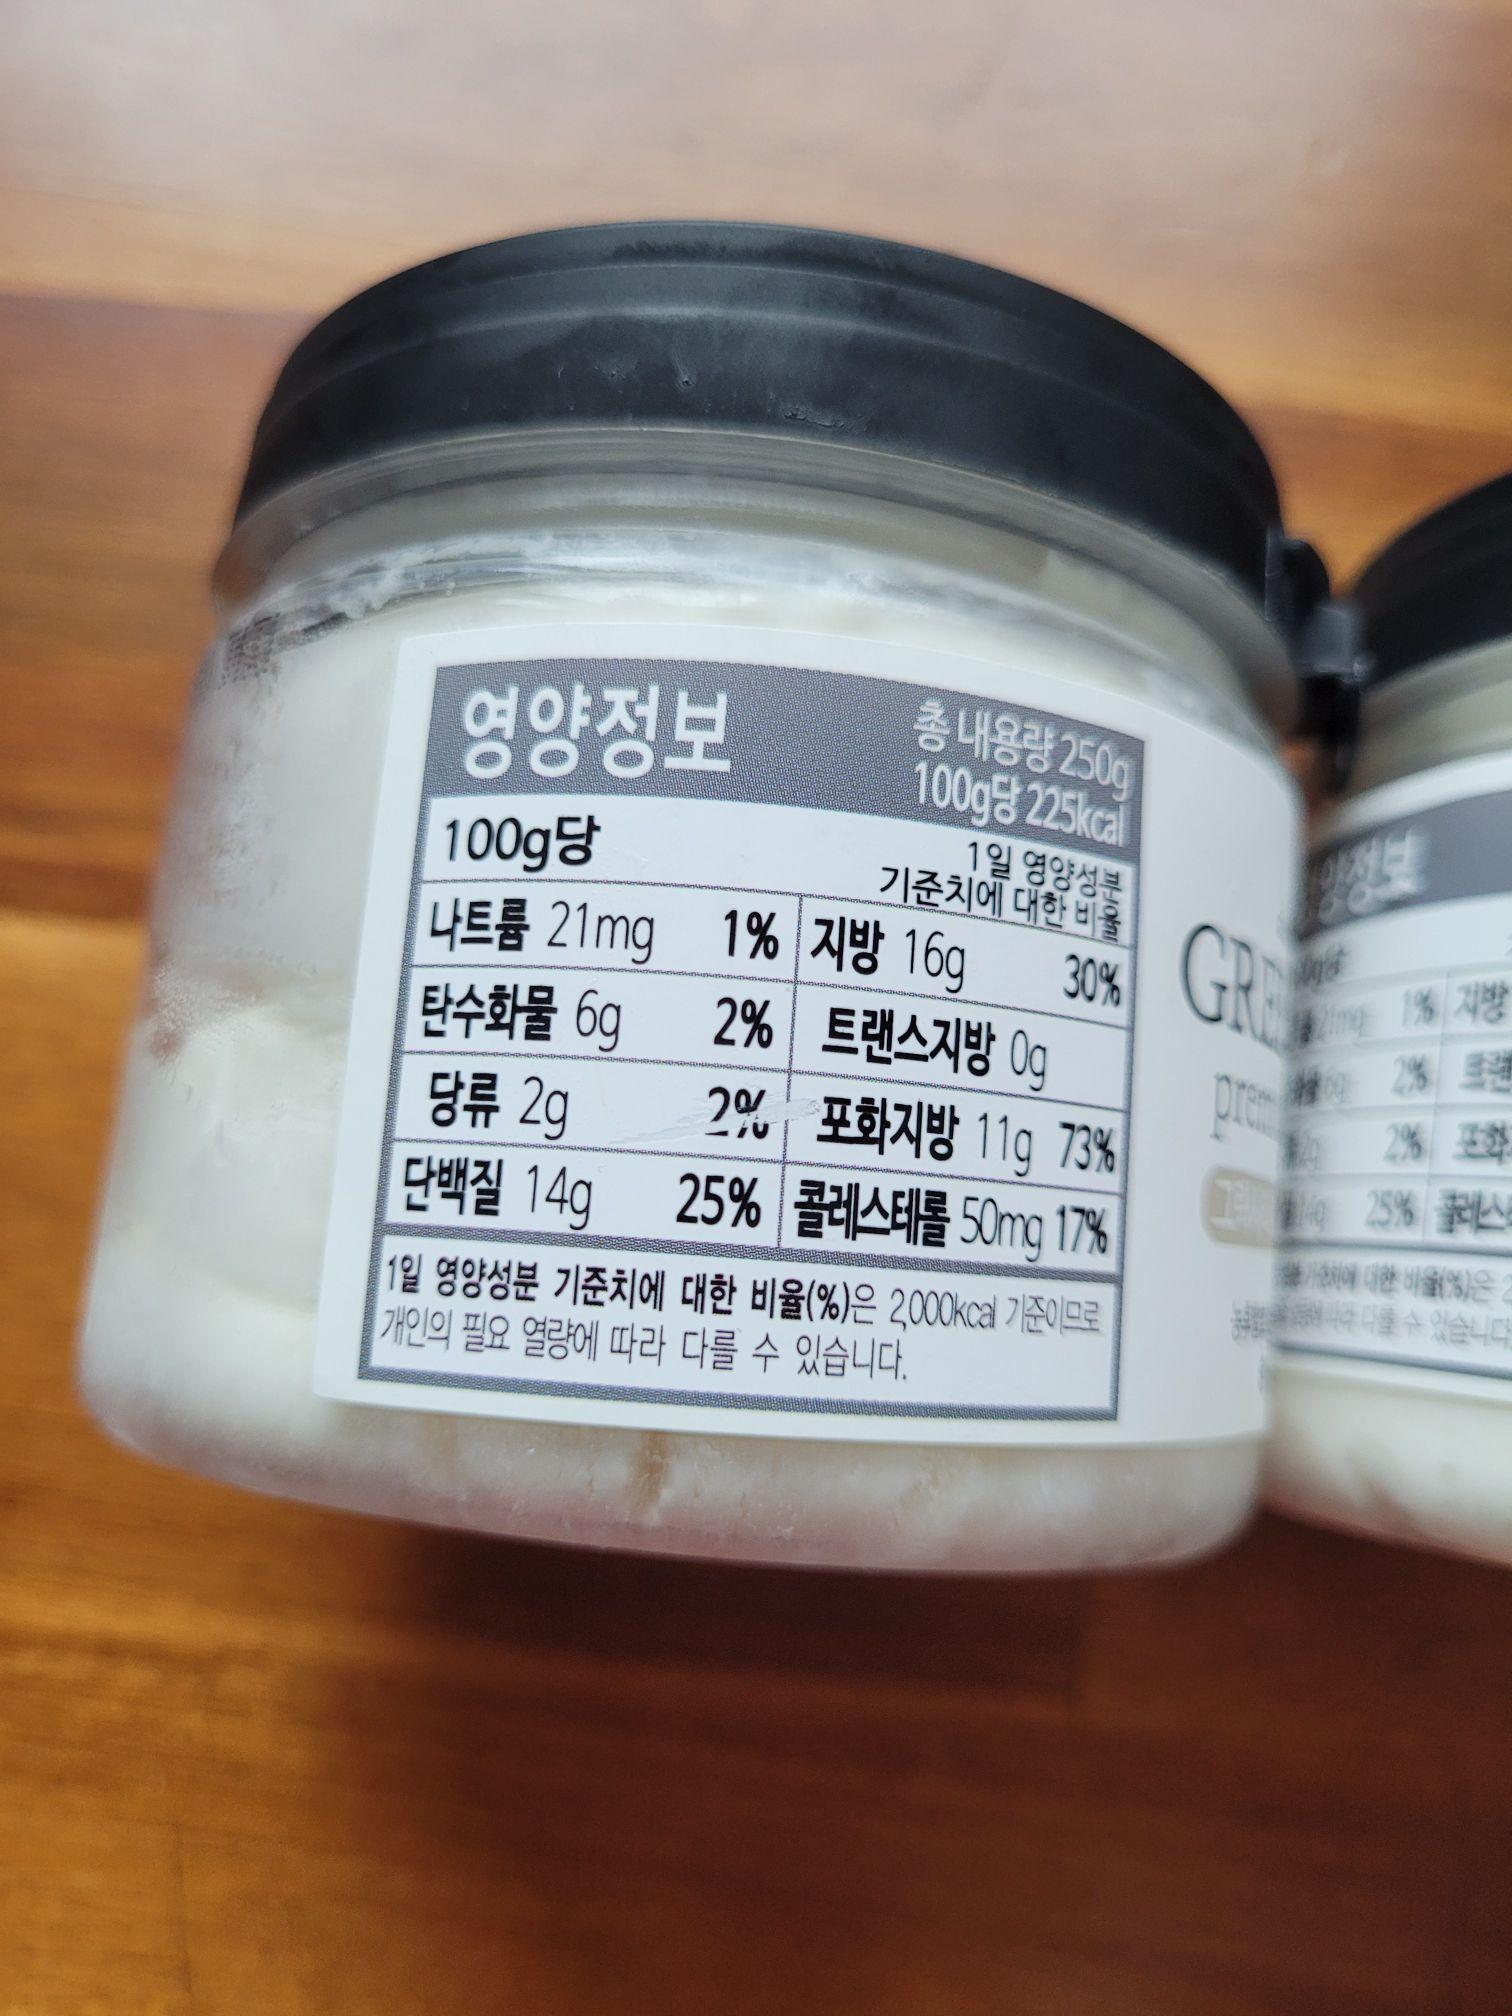 영양정보
총 내용량 250g
100g당 225kcal
100g당
1일 영양성분
기준치에 대한 비율
나트륨 21mg 1%
지방 16g 30%
탄수화물 6g 2%
트랜스지방 0g
당류 2g 2%
포화지방 11g 73%
단백질 14g 25%
콜레스테롤 50mg 17%
1일 영양성분 기준치에 대한 비율(%)은 2,000kcal 기준이므로
개인의 필요 열량에 따라 다를 수 있습니다.
1% 지방
2%
2%
25%